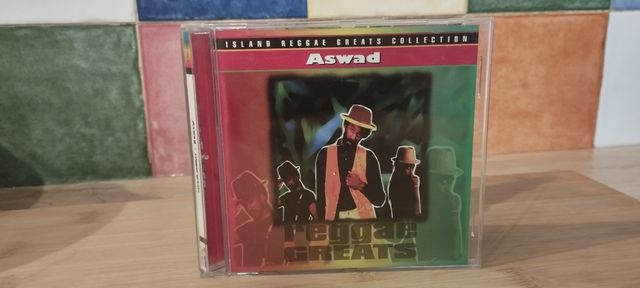 ISLAND REGGAE GREATS COLLECTION
Aswad
reggae
GREATS